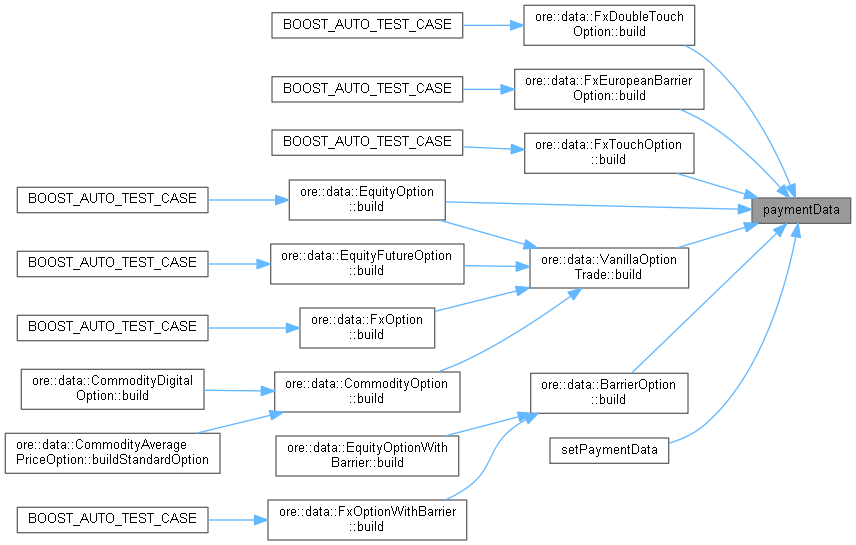 BOOST_AUTO_TEST_CASE
ore::data::FxDoubleTouch
Option::build
BOOST_AUTO_TEST_CASE
ore::data::FxEuropeanBarrier
Option::build
BOOST_AUTO_TEST_CASE
ore::data::FxTouchOption
::build
BOOST_AUTO_TEST_CASE
ore::data::EquityOption
::build
paymentData
BOOST_AUTO_TEST_CASE
ore::data::EquityFutureOption
::build
ore::data::VanillaOption
Trade::build
BOOST_AUTO_TEST_CASE
ore::data::FxOption
::build
ore::data::CommodityDigital
Option::build
ore::data::CommodityOption
::build
ore::data::BarrierOption
::build
ore::data::CommodityAverage
PriceOption::buildStandardOption
ore::data::EquityOptionWith
Barrier::build
setPaymentData
BOOST_AUTO_TEST_CASE
ore::data::FxOptionWithBarrier
::build